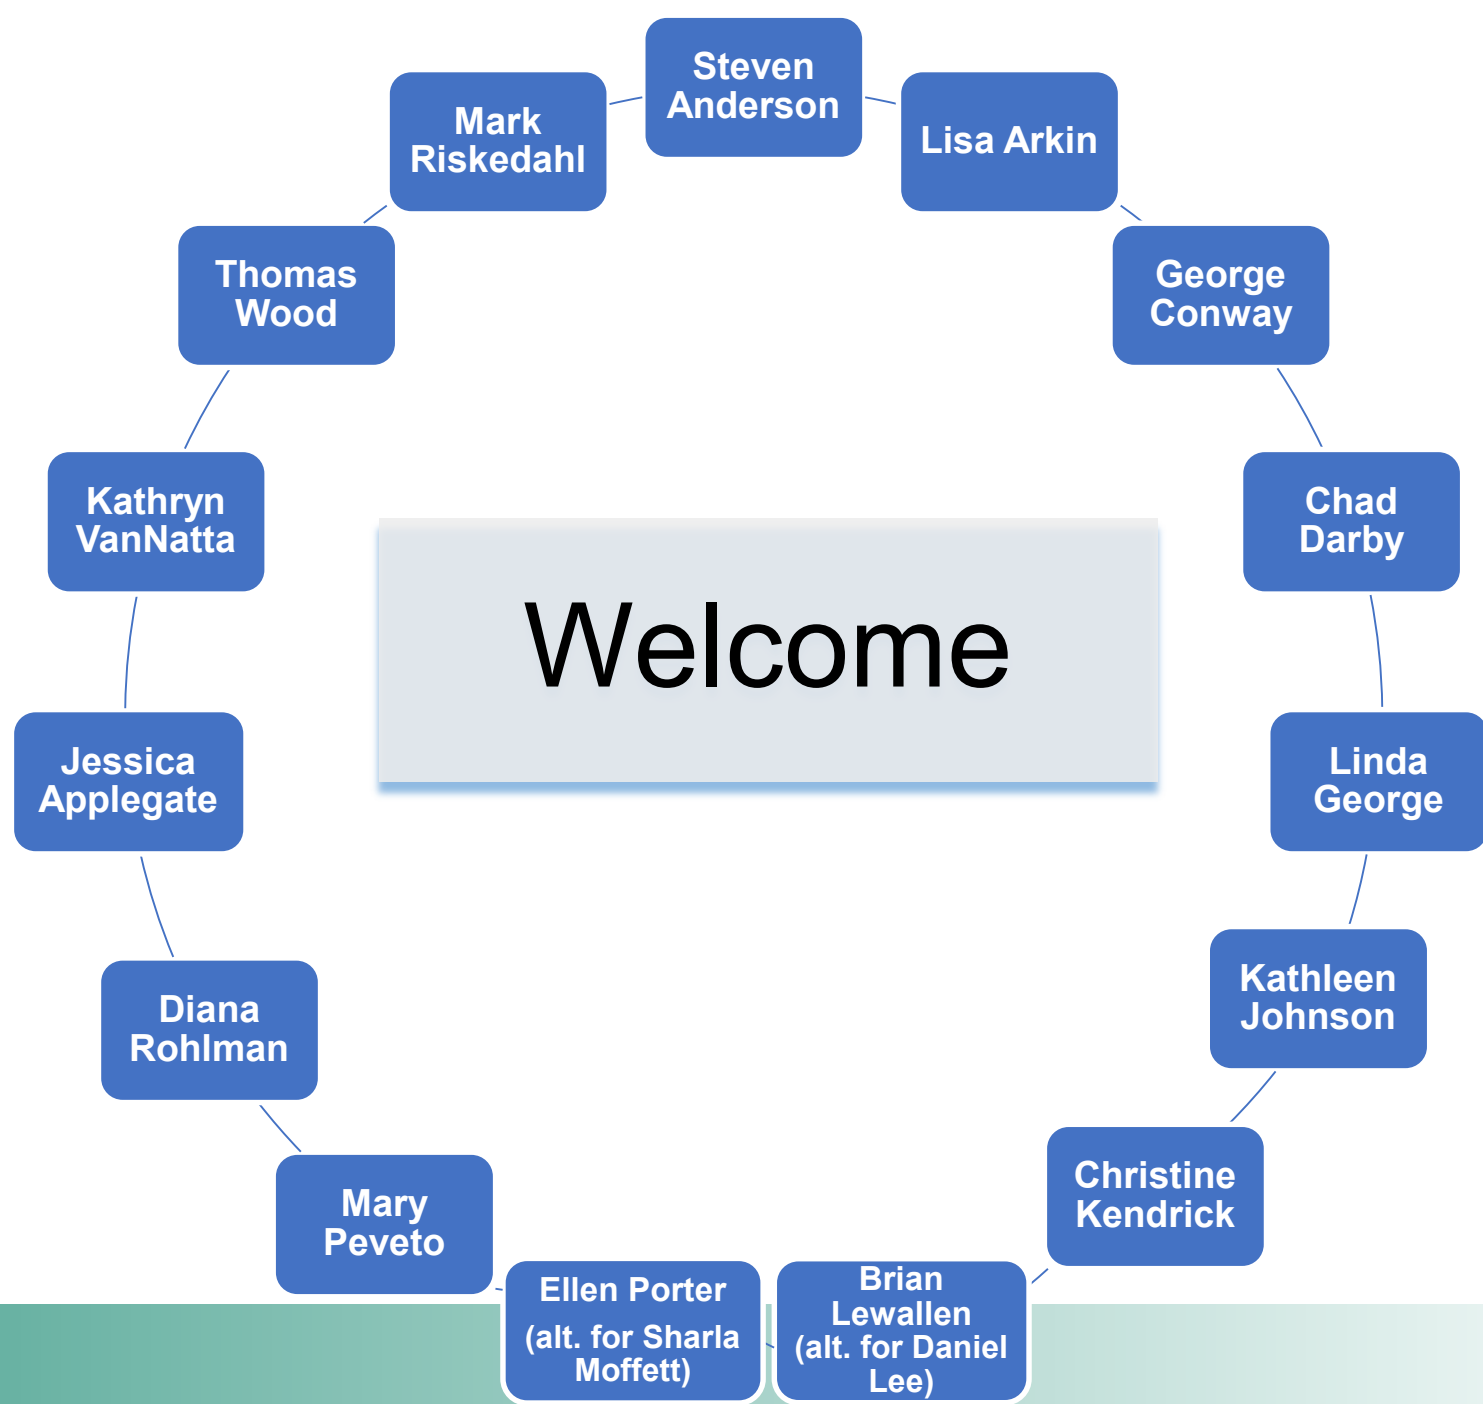 Steven
Anderson
Lisa Arkin
George
Conway
Chad
Darby
Linda
George
Kathleen
Johnson
Christine
Kendrick
Brian
Lewallen
(alt. for Daniel
Lee)
Ellen Porter
(alt. for Sharla
Moffett)
Mary
Peveto
Diana
Rohlman
Jessica
Applegate
Kathryn
VanNatta
Thomas
Wood
Mark
Riskedahl
Welcome